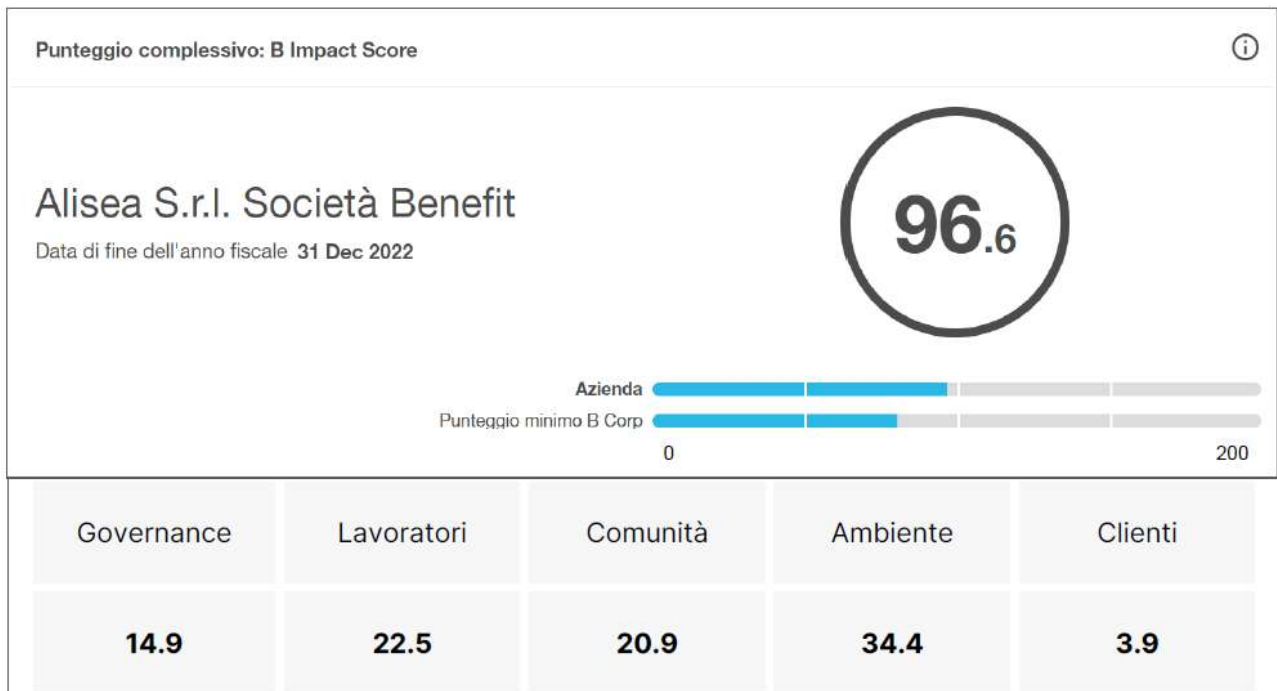 Punteggio complessivo: B Impact Score
Alisea S.r.l. Società Benefit
Data di fine dell'anno fiscale 31 Dec 2022
96.6
Azienda
Punteggio minimo B Corp
0 200
Governance Lavoratori Comunità Ambiente Clienti
14.9 22.5 20.9 34.4 3.9